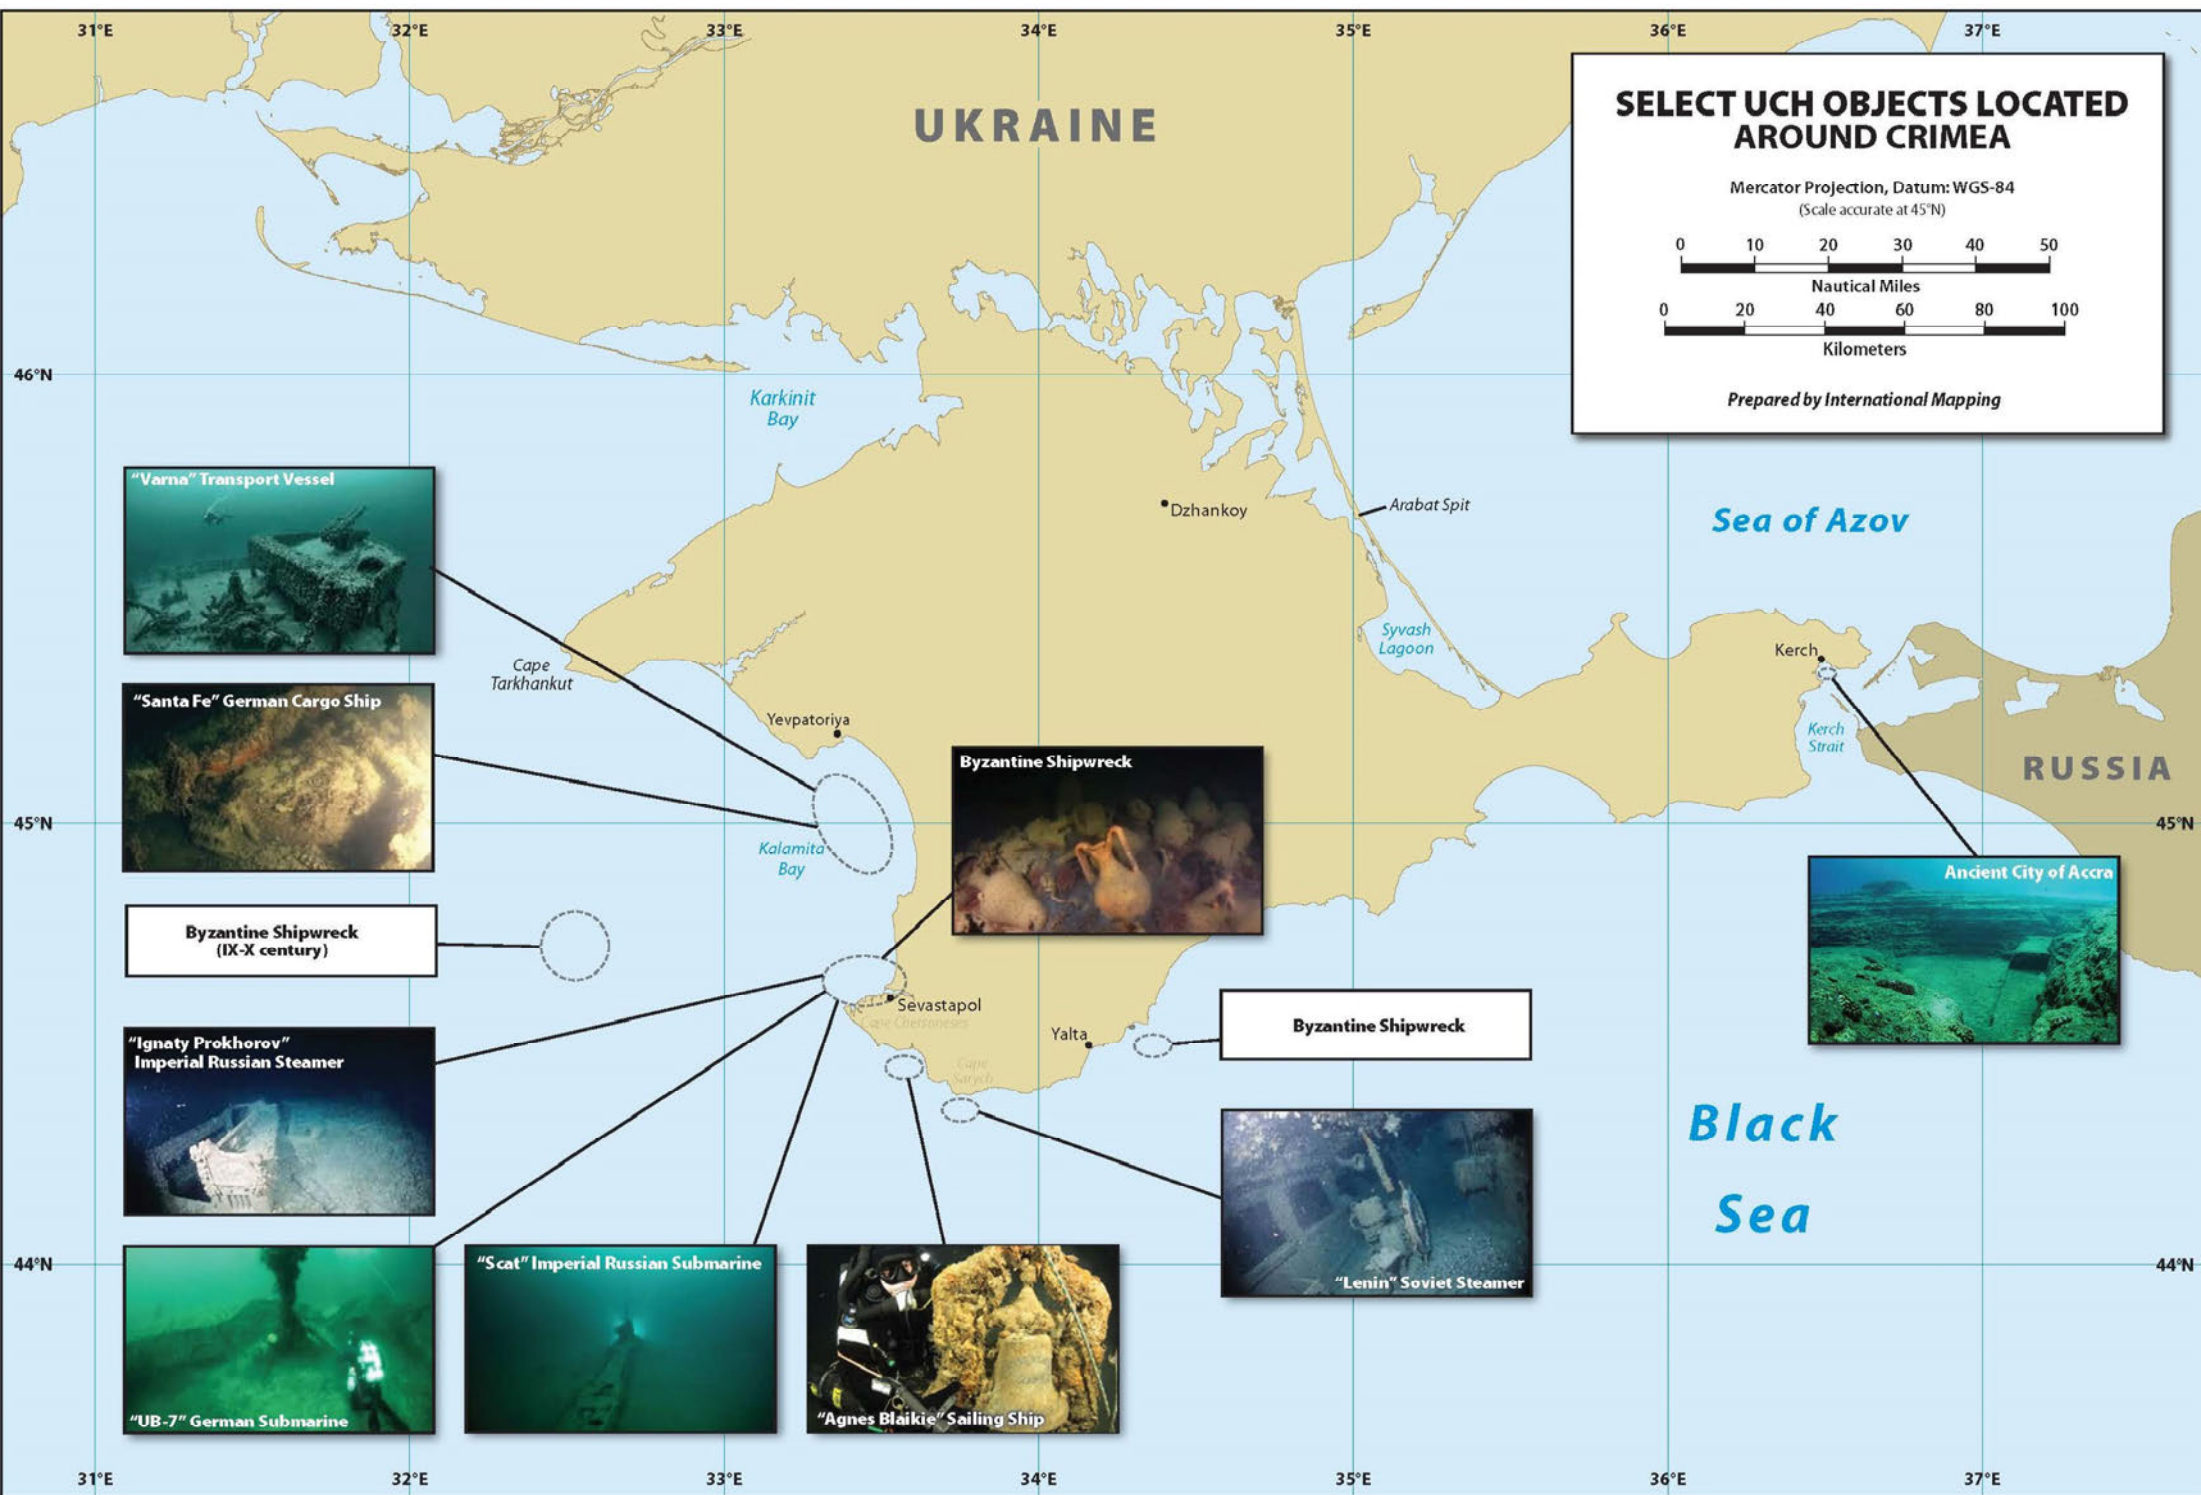 31°E
32°E
33°E
34°E
35°E
36°E
37°E
UKRAINE
SELECT UCH OBJECTS LOCATED
AROUND CRIMEA
Mercator Projection, Datum: WGS-84
(Scale accurate at 45°N)
0 10 20 30 40 50
Nautical Miles
0 20 40 60 80 100
Kilometers
Prepared by International Mapping
46°N
Karkinit
Bay
"Varna" Transport Vessel
Dzhankoy
Arabat Spit
Sea of Azov
Syvash
Lagoon
Kerch
Cape
Tarkhankut
"Santa Fe" German Cargo Ship
Yevpatoriya
Kerch
Strait
RUSSIA
Byzantine Shipwreck
45°N
45°N
Kalamita
Bay
Ancient City of Accra
Byzantine Shipwreck
(IX-X century)
Sevastapol
Cape Chersoneses
Yalta
Byzantine Shipwreck
"Ignaty Prokhorov"
Imperial Russian Steamer
Cape
Sarych
Black
Sea
44°N
44°N
"Scat" Imperial Russian Submarine
"Lenin" Soviet Steamer
"UB-7" German Submarine
"Agnes Blaikie" Sailing Ship
31°E
32°E
33°E
34°E
35°E
36°E
37°E